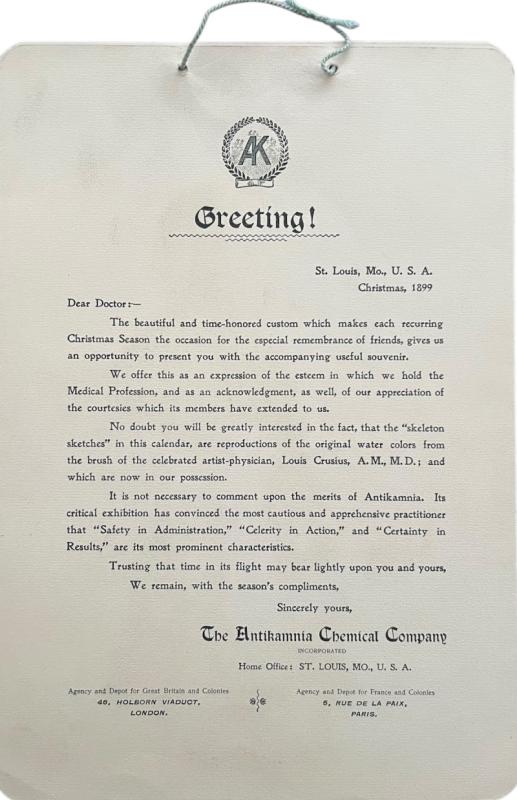 AK
Greeting!
St. Louis, Mo., U. S. A.
Christmas, 1899
Dear Doctor:—
The beautiful and time-honored custom which makes each recurring
Christmas Season the occasion for the especial remembrance of friends, gives us
an opportunity to present you with the accompanying useful souvenir.
We offer this as an expression of the esteem in which we hold the
Medical Profession, and as an acknowledgment, as well, of our appreciation of
the courtesies which its members have extended to us.
No doubt you will be greatly interested in the fact, that the "skeleton
sketches" in this calendar, are reproductions of the original water colors from
the brush of the celebrated artist-physician, Louis Crusius, A. M., M. D.; and
which are now in our possession.
It is not necessary to comment upon the merits of Antikamnia. Its
critical exhibition has convinced the most cautious and apprehensive practitioner
that "Safety in Administration," "Celerity in Action," and "Certainty in
Results," are its most prominent characteristics.
Trusting that time in its flight may bear lightly upon you and yours,
We remain, with the season's compliments,
Sincerely yours,
The Antikamnia Chemical Company
INCORPORATED
Home Office: ST. LOUIS, MO., U. S. A.
Agency and Depot for Great Britain and Colonies
46, HOLBORN VIADUCT,
LONDON.
Agency and Depot for France and Colonies
5, RUE DE LA PAIX,
PARIS.